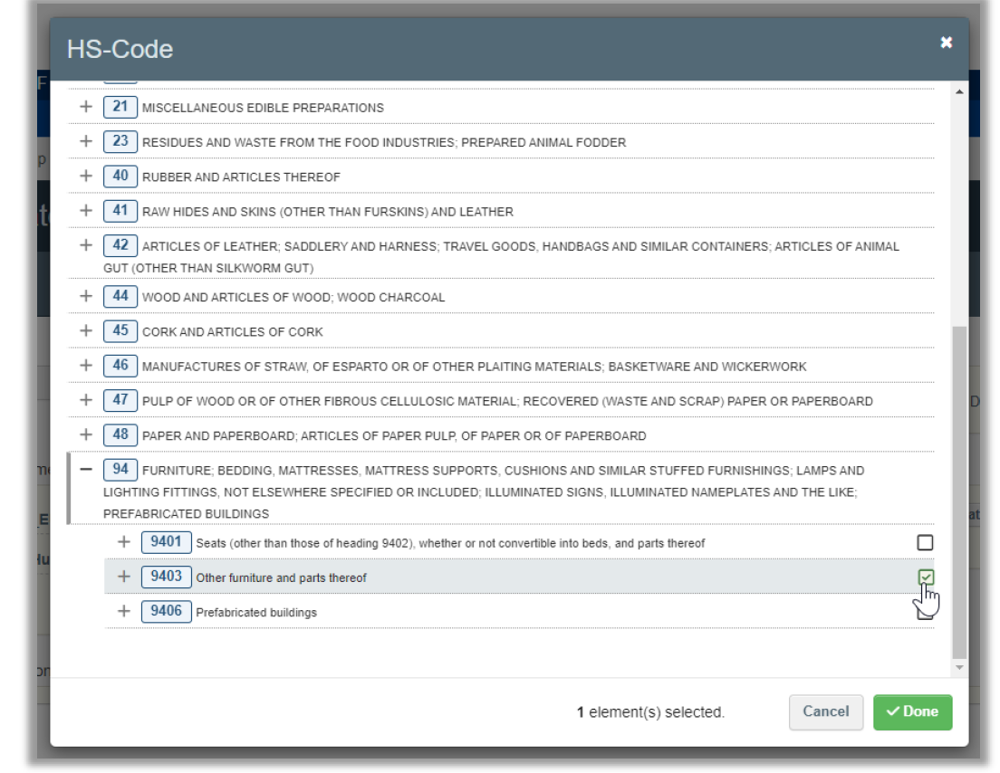 HS-Code
21 MISCELLANEOUS EDIBLE PREPARATIONS
23 RESIDUES AND WASTE FROM THE FOOD INDUSTRIES; PREPARED ANIMAL FODDER
40 RUBBER AND ARTICLES THEREOF
41 RAW HIDES AND SKINS (OTHER THAN FURSKINS) AND LEATHER
42 ARTICLES OF LEATHER; SADDLERY AND HARNESS; TRAVEL GOODS, HANDBAGS AND SIMILAR CONTAINERS; ARTICLES OF ANIMAL
GUT (OTHER THAN SILKWORM GUT)
44 WOOD AND ARTICLES OF WOOD; WOOD CHARCOAL
45 CORK AND ARTICLES OF CORK
46 MANUFACTURES OF STRAW, OF ESPARTO OR OF OTHER PLAITING MATERIALS; BASKETWARE AND WICKERWORK
47 PULP OF WOOD OR OF OTHER FIBROUS CELLULOSIC MATERIAL; RECOVERED (WASTE AND SCRAP) PAPER OR PAPERBOARD
48 PAPER AND PAPERBOARD; ARTICLES OF PAPER PULP, OF PAPER OR OF PAPERBOARD
94 FURNITURE; BEDDING, MATTRESSES, MATTRESS SUPPORTS, CUSHIONS AND SIMILAR STUFFED FURNISHINGS; LAMPS AND
LIGHTING FITTINGS, NOT ELSEWHERE SPECIFIED OR INCLUDED; ILLUMINATED SIGNS, ILLUMINATED NAMEPLATES AND THE LIKE;
PREFABRICATED BUILDINGS
9401 Seats (other than those of heading 9402), whether or not convertible into beds, and parts thereof
9403 Other furniture and parts thereof
9406 Prefabricated buildings
1 element(s) selected.
Cancel
Done